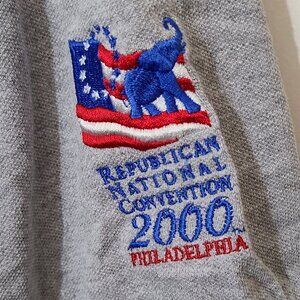 REPUBLICAN
NATIONAL
CONVENTION
2000
PHILADELPHIA